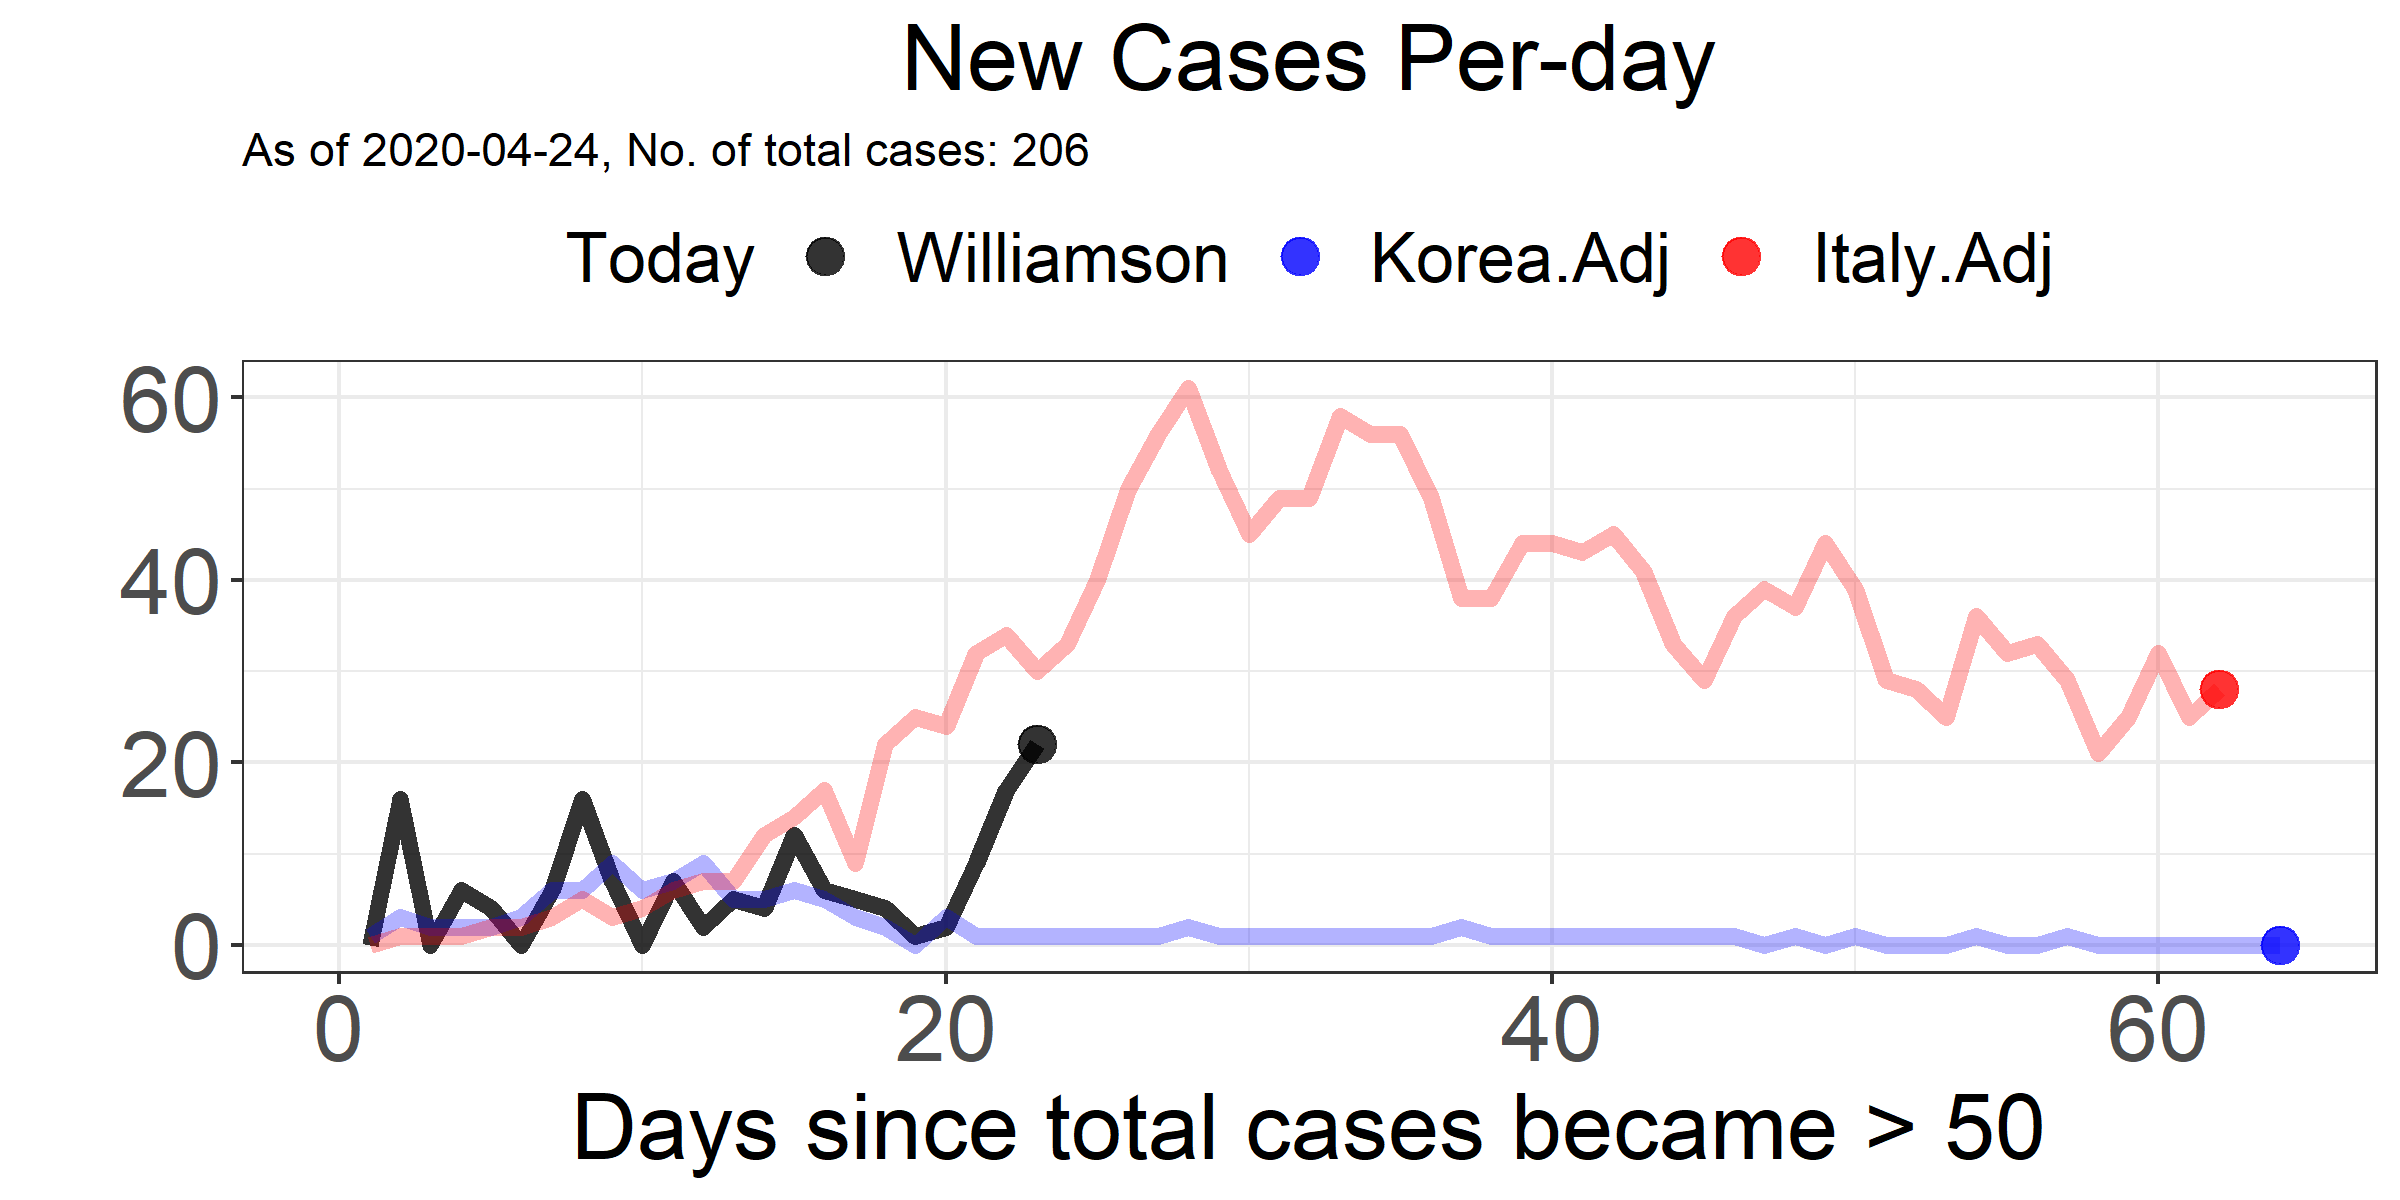 New Cases Per-day
As of 2020-04-24, No. of total cases: 206
Today Williamson Korea.Adj Italy.Adj
60
40
20
0
0 20 40 60
Days since total cases became > 50